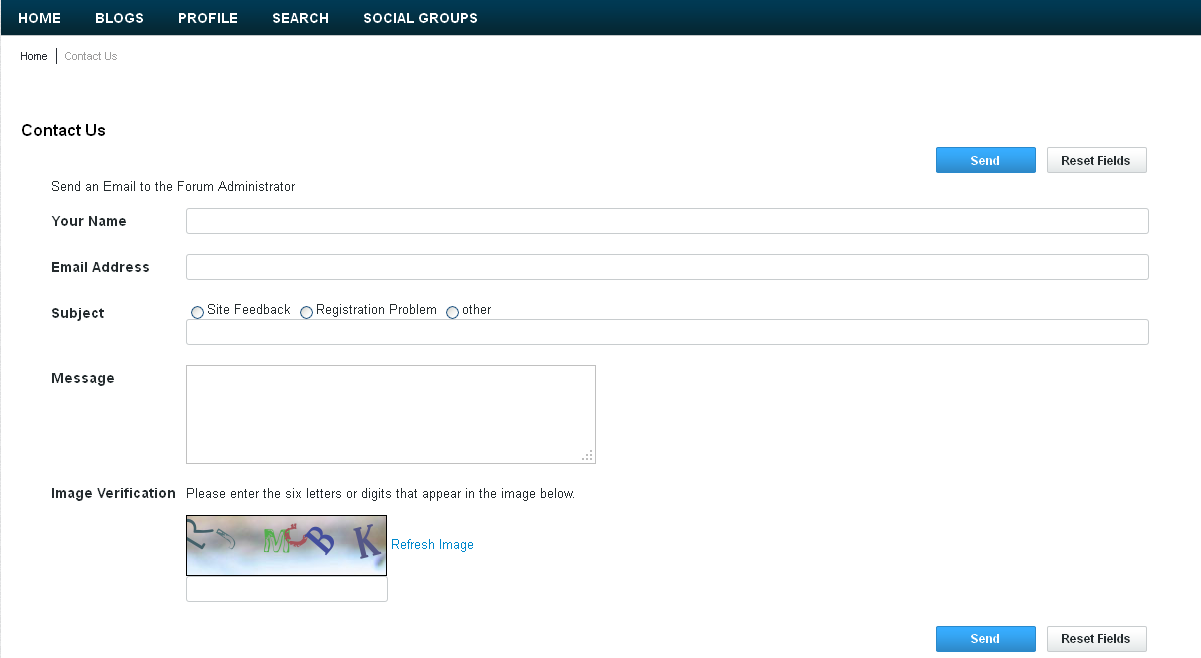 HOME BLOGS PROFILE SEARCH SOCIAL GROUPS
Home Contact Us
Contact Us
Send Reset Fields
Send an Email to the Forum Administrator
Your Name
Email Address
Subject Site Feedback Registration Problem other
Message
Image Verification Please enter the six letters or digits that appear in the image below.
Refresh Image
Send Reset Fields